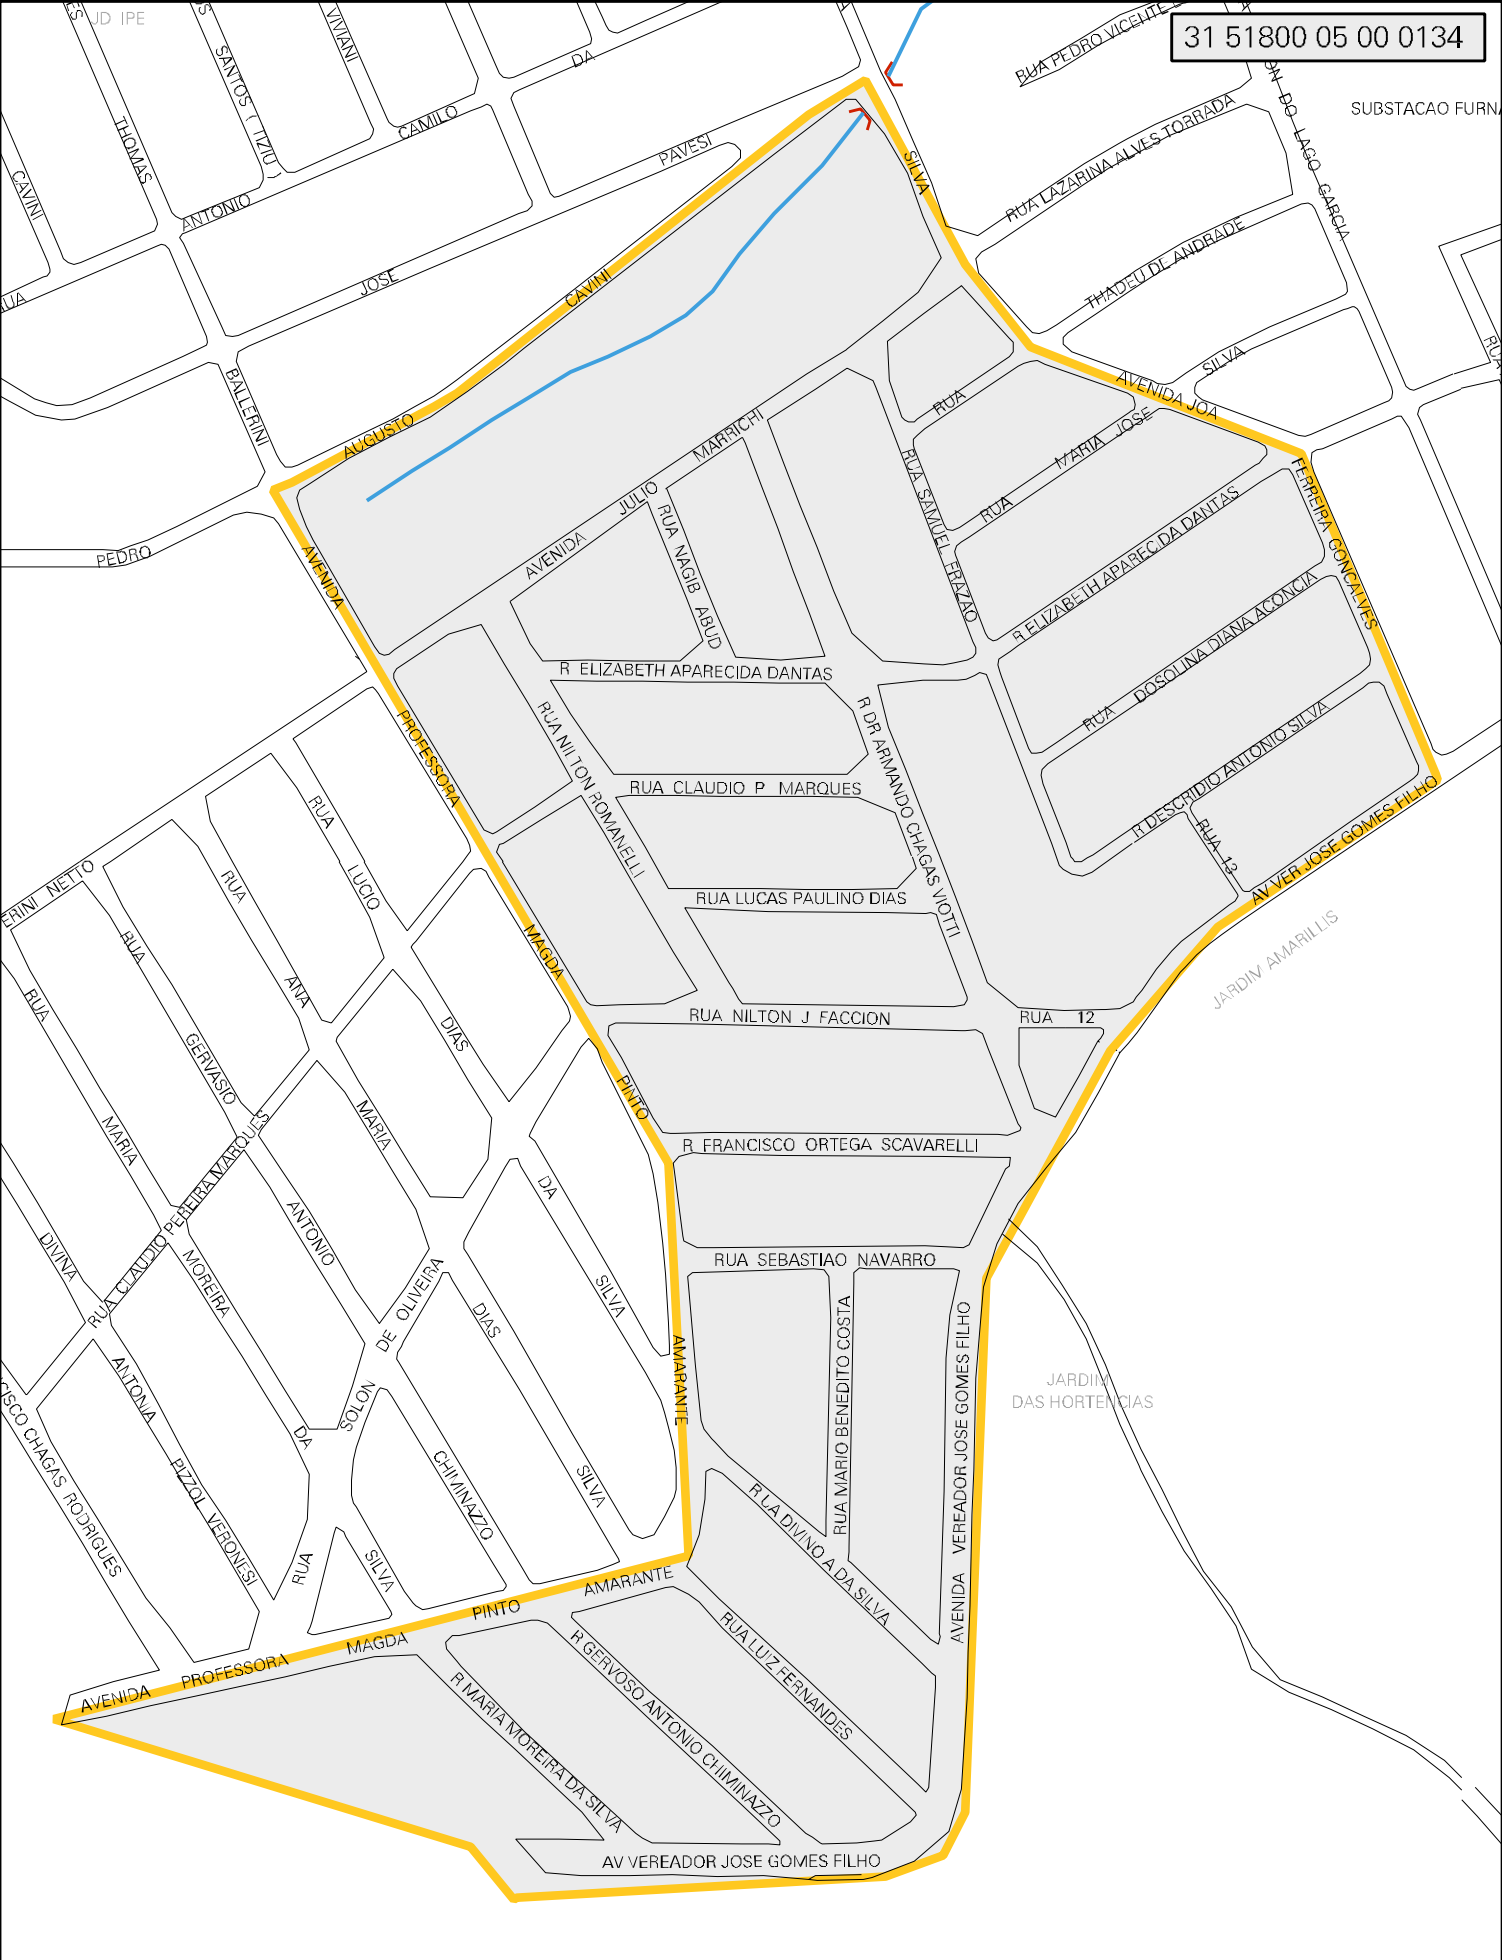 31 51800 05 00 0134
JD IPE
SANTOS ( TIZIU )
VIVIANI
DA
RUA PEDRO VICENTE
SUBSTACAO FURNA
THOMAS
CAMILO
PAVESI
SILVA
RUA LAZARINA ALVES TORRADA
ON DO LAGO GARCIA
CAVINI
ANTONIO
JOSE
CAVINI
THADEU DE ANDRADE
SILVA
RUA
BALLERINI
AUGUSTO
MARRICHI
RUA
AVENIDA JOA
MARIA JOSE
RUA
PEDRO
AVENIDA
AVENIDA
JULIO
RUA NAGIB ABUD
RUA SAMUEL FRAZAO
R ELIZABETH APARECIDA DANTAS
FERREIRA GONCALVES
R ELIZABETH APARECIDA DANTAS
RUA DOSOLINA DIANA ACONCIA
PROFESSORA
RUA NILTON ROMANELLI
R DR ARMANDO CHAGAS VIOTTI
R DESCRIDIO ANTONIO SILVA
RUA CLAUDIO P MARQUES
RUA 13
AV VER JOSE GOMES FILHO
ERINI NETTO
RUA
LUCIO
RUA
RUA LUCAS PAULINO DIAS
JARDIM AMARILLIS
RUA
ANA
MAGDA
RUA
DIAS
RUA NILTON J FACCION
RUA 12
GERVASIO
MARIA
PINTO
MARIA
RUA CLAUDIO PEREIRA MARQUES
R FRANCISCO ORTEGA SCAVARELLI
DIVINA
ANTONIO
DA
MOREIRA
SILVA
RUA SEBASTIAO NAVARRO
DE OLIVEIRA
DIAS
AMARANTE
RUA MARIO BENEDITO COSTA
AVENIDA VEREADOR JOSE GOMES FILHO
JARDIM
DAS HORTENCIAS
CISCO CHAGAS RODRIGUES
ANTONIA
SOLON
DA
PIZZOL VERONESI
CHIMINAZZO
SILVA
R LA DIVINO A DA SILVA
RUA
SILVA
AMARANTE
PINTO
MAGDA
PROFESSORA
AVENIDA
RUA LUIZ FERNANDES
R GERVOSO ANTONIO CHIMINAZZO
R MARIA MOREIRA DA SILVA
AV VEREADOR JOSE GOMES FILHO